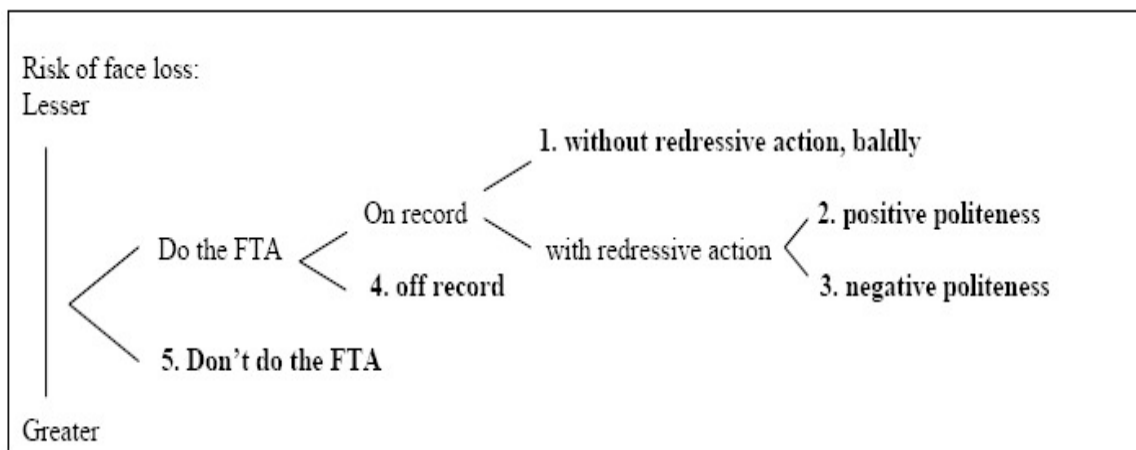 Risk of face loss:
Lesser
1. without redressive action, baldly
On record
2. positive politeness
Do the FTA
with redressive action
4. off record
3. negative politeness
5. Don’t do the FTA
Greater